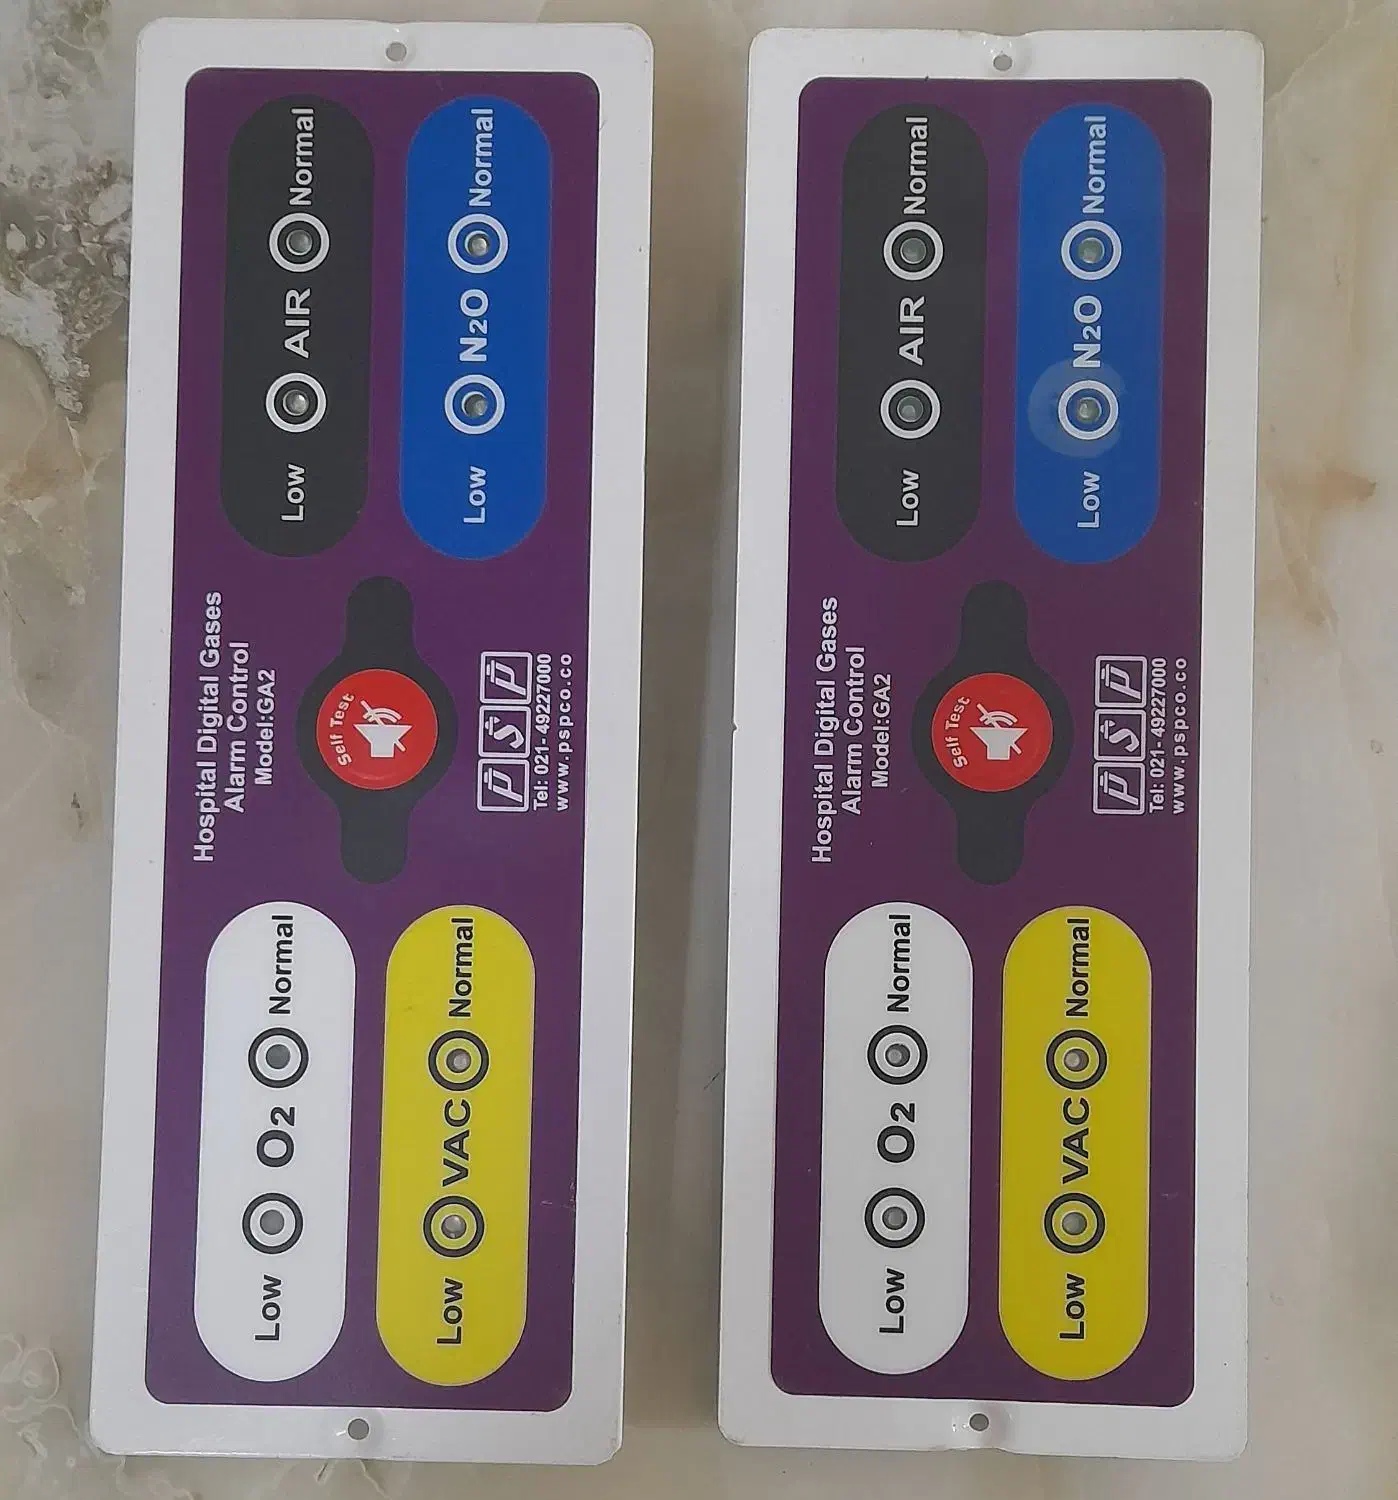 Low O2 Normal
Hospital Digital Gases
Alarm Control
Model:GA2
Low AIR Normal
Self Test
Low VAC Normal
PSP
Tel: 021- 49227000
www.pspco.co
Low N2O Normal
Low O2 Normal
Hospital Digital Gases
Alarm Control
Model:GA2
Low AIR Normal
Self Test
Low VAC Normal
PSP
Tel: 021- 49227000
www.pspco.co
Low N2O Normal